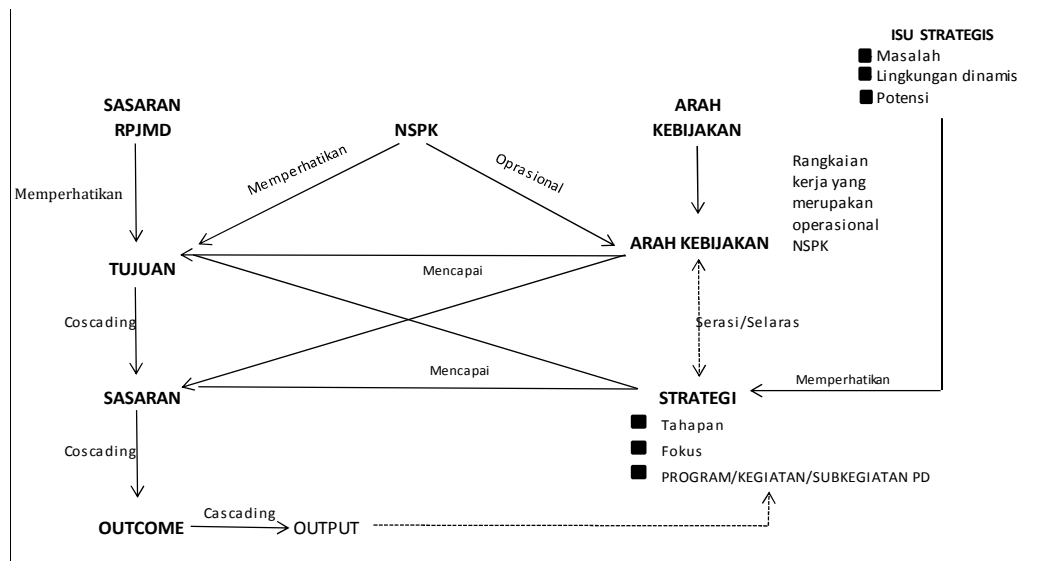 ISU STRATEGIS
Masalah
Lingkungan dinamis
Potensi
SASARAN
RPJMD
NSPK
ARAH
KEBIJAKAN
Memperhatikan
Memperhatikan
Oprasional
Rangkaian
kerja yang
merupakan
operasional
NSPK
TUJUAN
ARAH KEBIJAKAN
Mencapai
Coscading
Serasi/Selaras
Mencapai
Memperhatikan
SASARAN
STRATEGI
Tahapan
Fokus
PROGRAM/KEGIATAN/SUBKEGIATAN PD
Coscading
OUTCOME
Cascading
OUTPUT